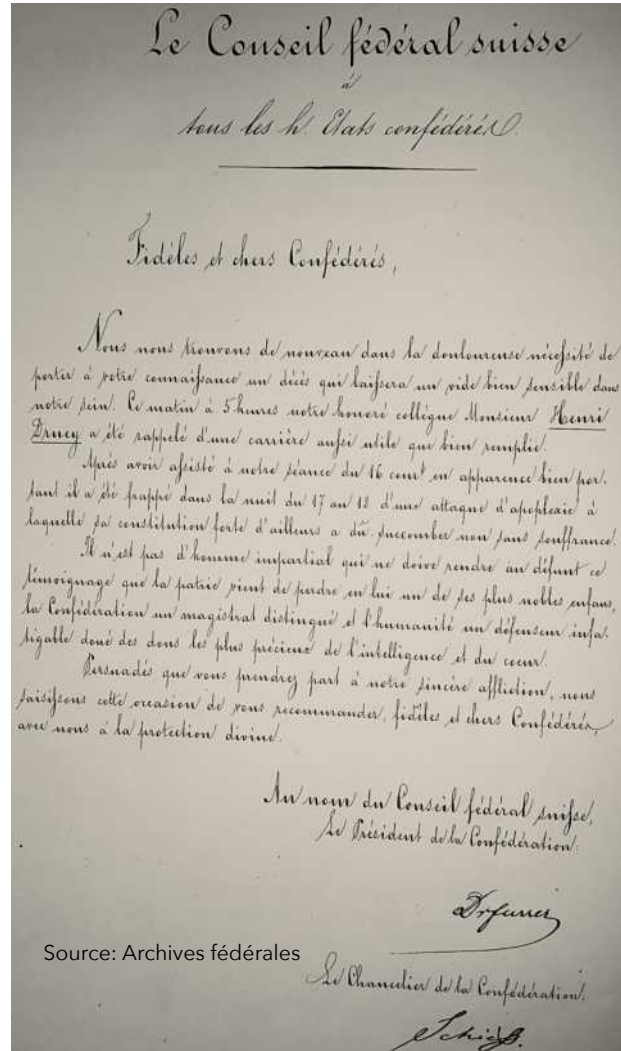 Le Conseil fédéral suisse
à
tous les h. Etats confédérés.
Fidèles et chers Confédérés,
Nous nous trouvons de nouveau dans la douloureuse nécessité de
porter à votre connaissance un décès qui laissera un vide bien sensible dans
notre sein. Ce matin à 5 heures notre honoré collègue Monsieur Henri
Druey a été rappelé d'une carrière aussi utile que bien remplie.
Après avoir assisté à notre séance du 16 cour.t en apparence bien por-
tant il a été frappé dans la nuit du 17 au 18 d'une attaque d'apoplexie à
laquelle sa constitution forte d'ailleurs a dû succomber non sans souffrance.
Il n'est pas d'homme impartial qui ne doive rendre au défunt ce
témoignage que la patrie vient de perdre en lui un de ses plus nobles enfans,
la Confédération un magistrat distingué et l'humanité un défenseur infa-
tigable doué des dons les plus précieux de l'intelligence et du coeur.
Persuadés que vous prendrez part à notre sincère affliction, nous
saisissons cette occasion de vous recommander, fidèles et chers Confédérés,
avec nous à la protection divine.
Au nom du Conseil fédéral suisse,
Le Président de la Confédération:
Dr Furrer
Source: Archives fédérales
Le Chancelier de la Confédération:
Schieß.